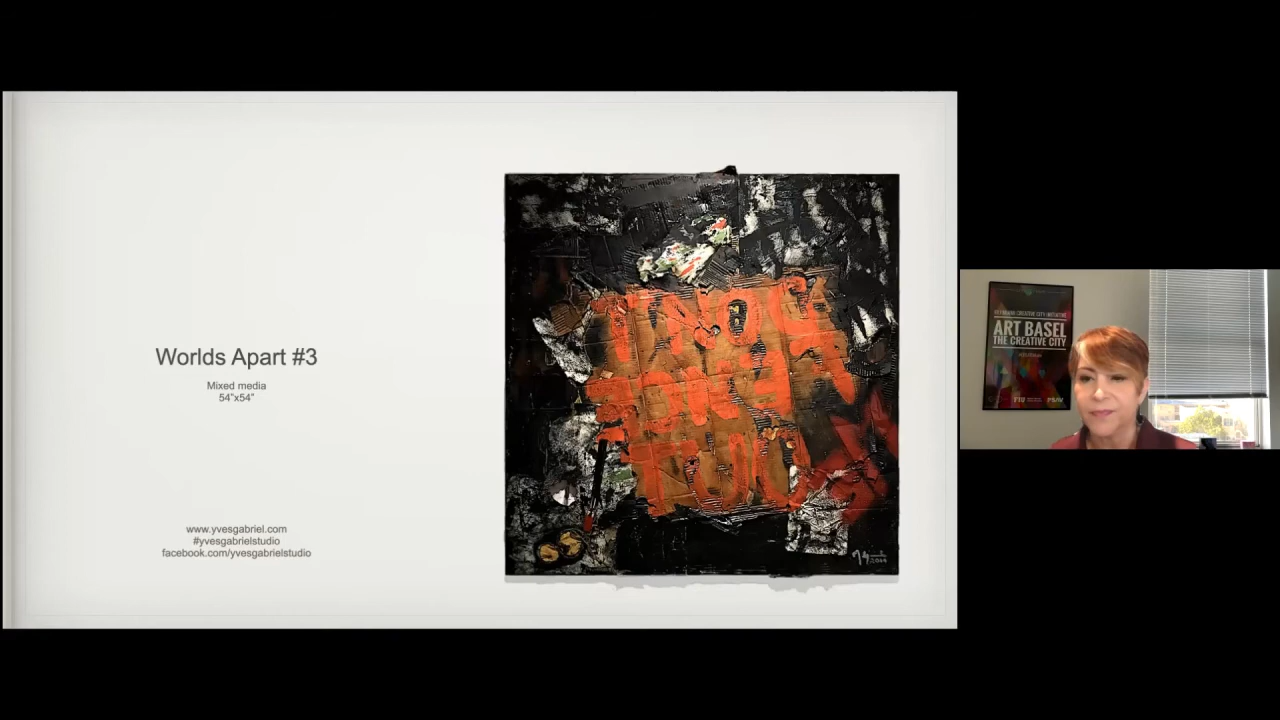 Worlds Apart #3
Mixed media
54"x54"
www.yvesgabriel.com
#yvesgabrielstudio
facebook.com/yvesgabrielstudio
2014
ART BASEL
THE CREATIVE CITY